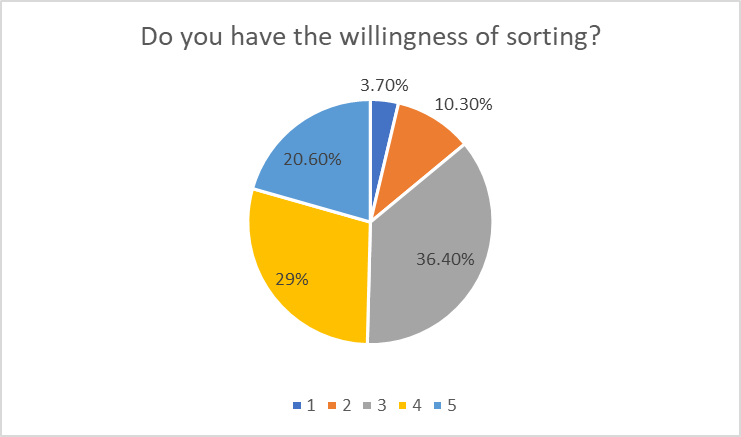 Do you have the willingness of sorting?
3.70%
10.30%
20.60%
36.40%
29%
1 2 3 4 5